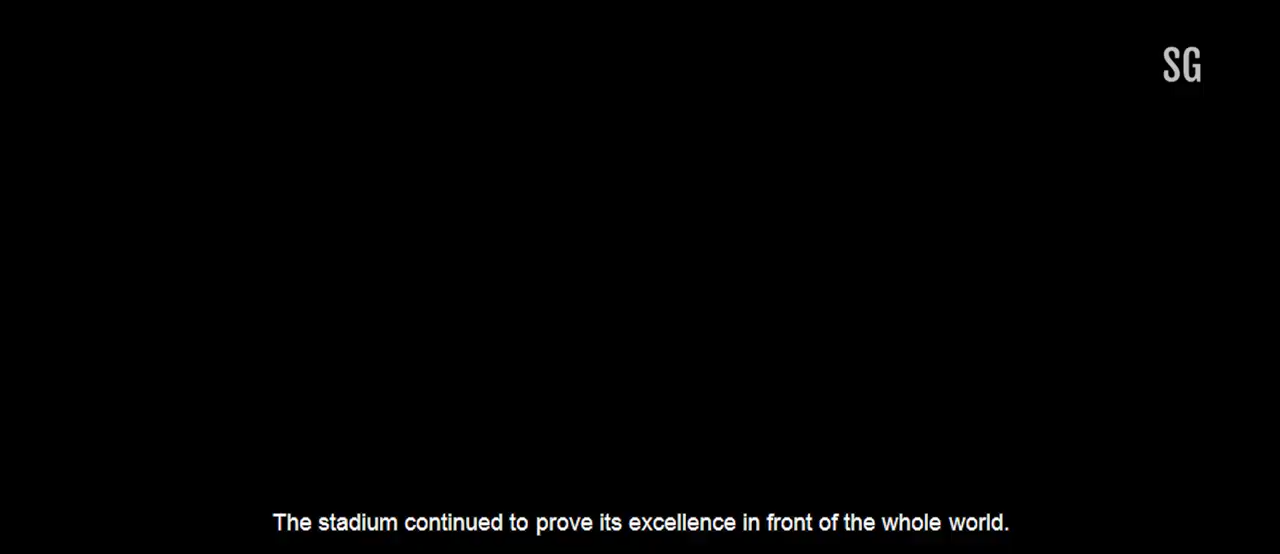 SG
The stadium continued to prove its excellence in front of the whole world.